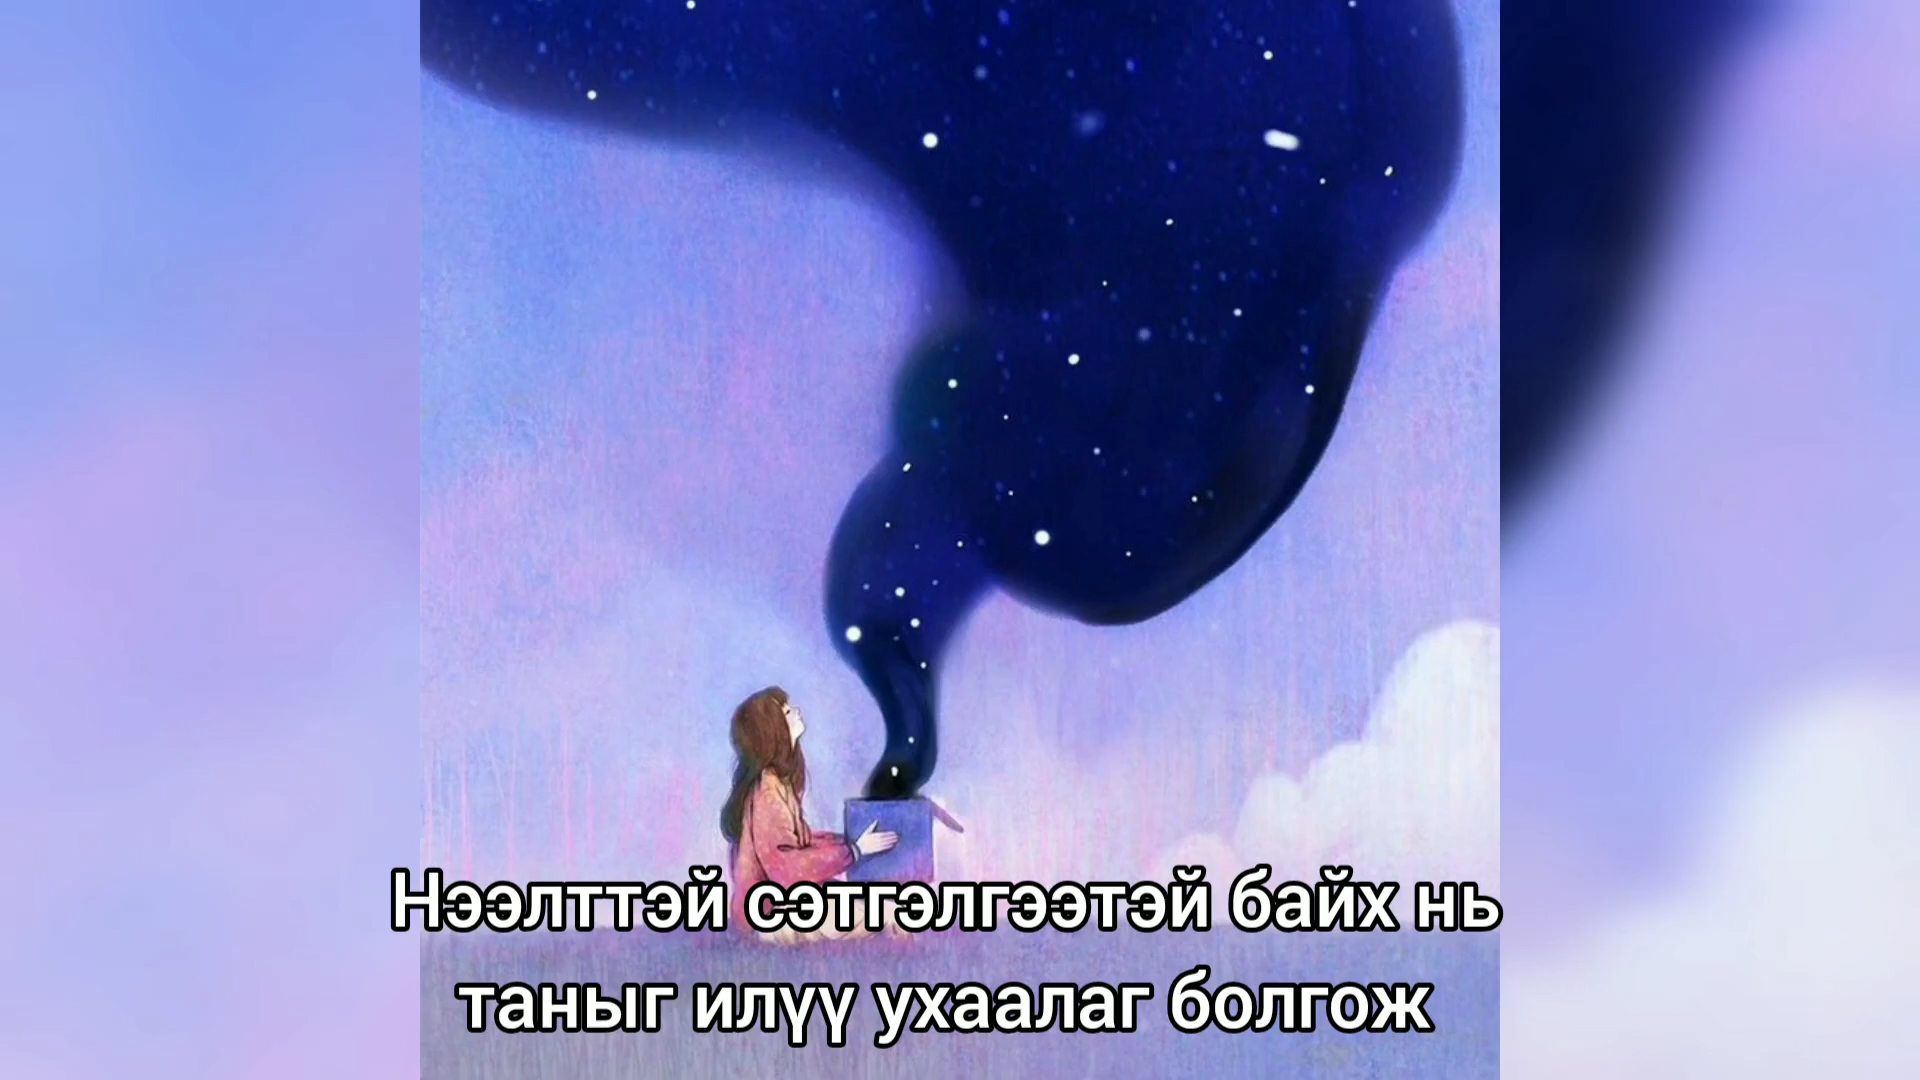 Нээлттэй сэтгэлгээтэй байх нь
таныг илүү ухаалаг болгож